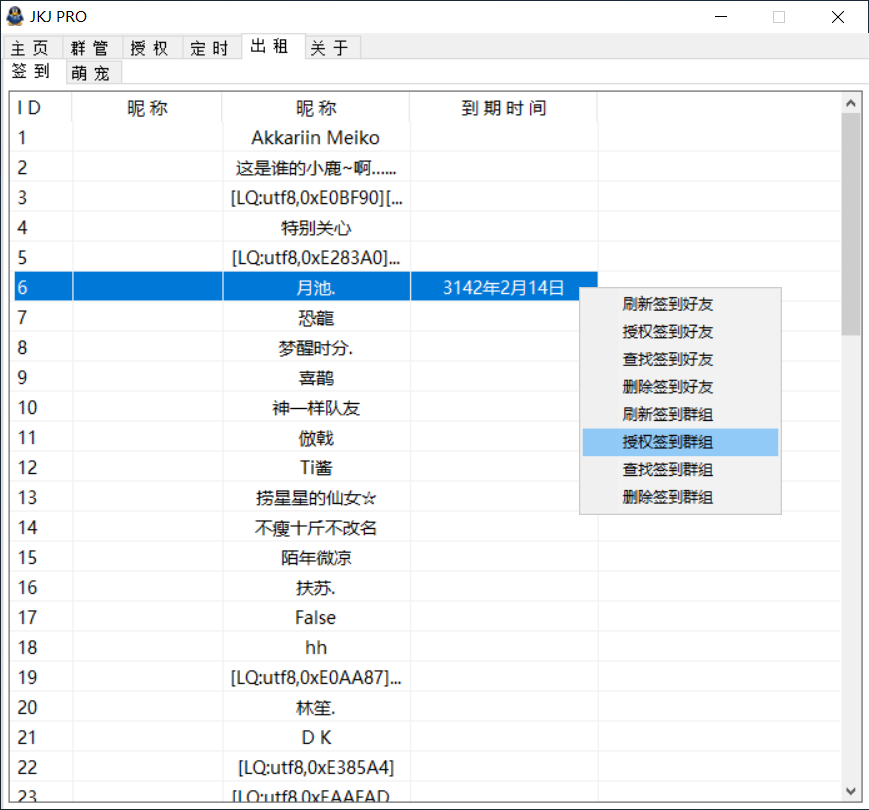 JKJ PRO
主页 群管 授权 定时 出租 关于
签到 萌宠
ID 昵称 昵称 到期时间
1 Akkariin Meiko
2 这是谁的小鹿~啊......
3 [LQ:utf8,0xE0BF90][...
4 特别关心
5 [LQ:utf8,0xE283A0]...
6 月池. 3142年2月14日
7 恐龍
8 梦醒时分.
9 喜鹊
10 神一样队友
11 倣戟
12 Ti酱
13 捞星星的仙女☆
14 不瘦十斤不改名
15 陌年微凉
16 扶苏.
17 False
18 hh
19 [LQ:utf8,0xE0AA87]...
20 林笙.
21 D K
22 [LQ:utf8,0xE385A4]
23 [LQ:utf8,0xEAAFAD
刷新签到好友
授权签到好友
查找签到好友
删除签到好友
刷新签到群组
授权签到群组
查找签到群组
删除签到群组